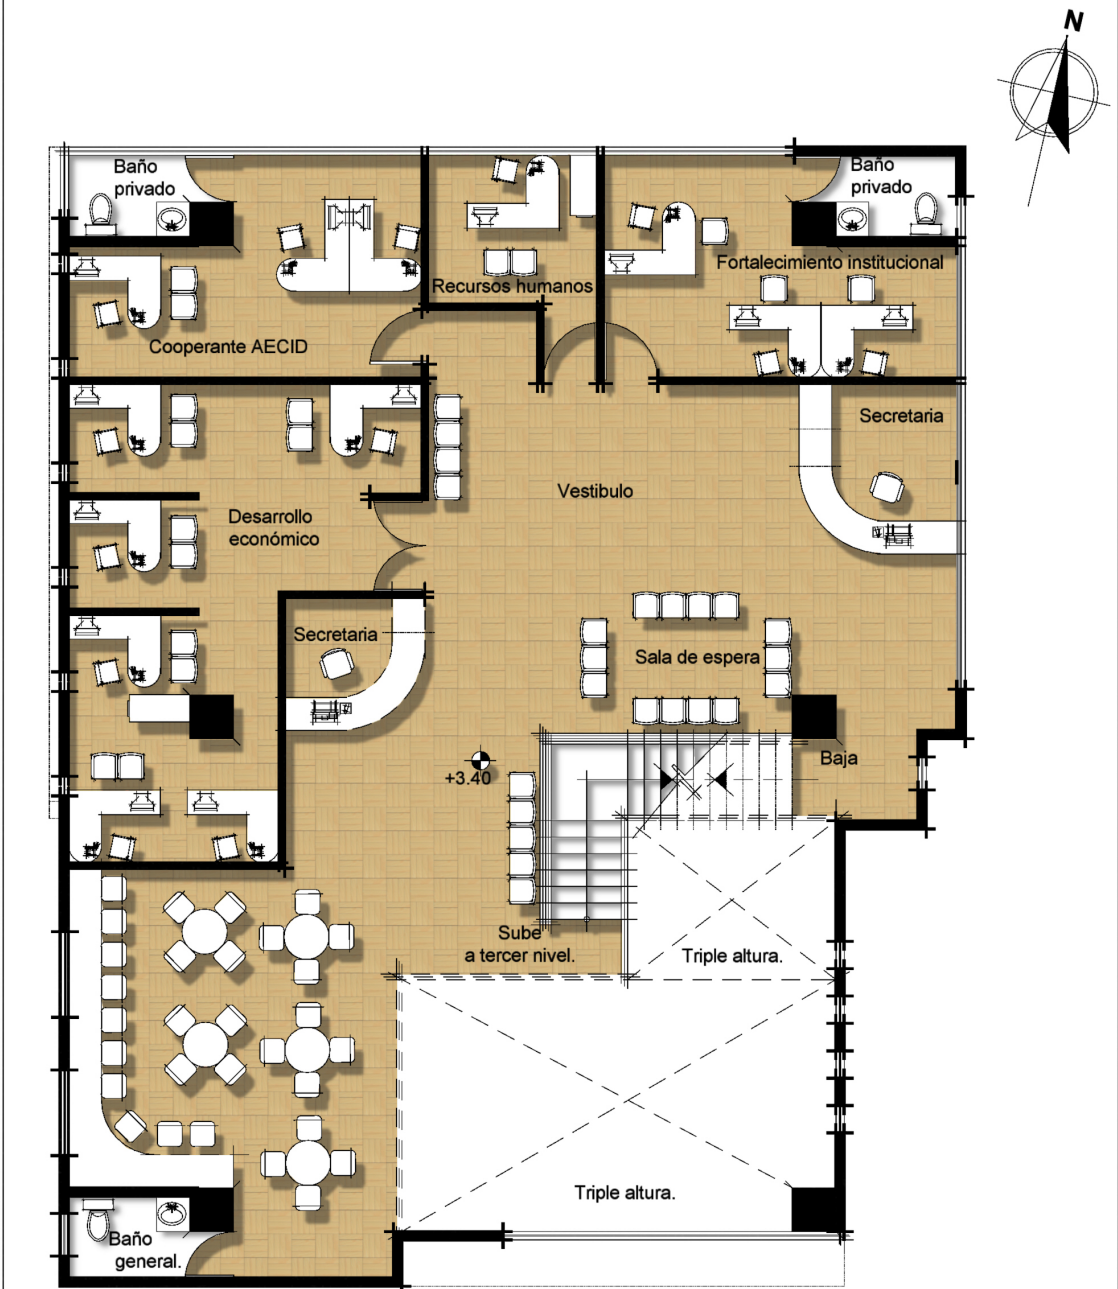 N
Baño
privado
Baño
privado
Fortalecimiento institucional
Recursos humanos
Cooperante AECID
Secretaria
Vestibulo
Desarrollo
económico
Secretaria
Sala de espera
Baja
+3.40
Sube
a tercer nivel.
Triple altura.
Triple altura.
Baño
general.